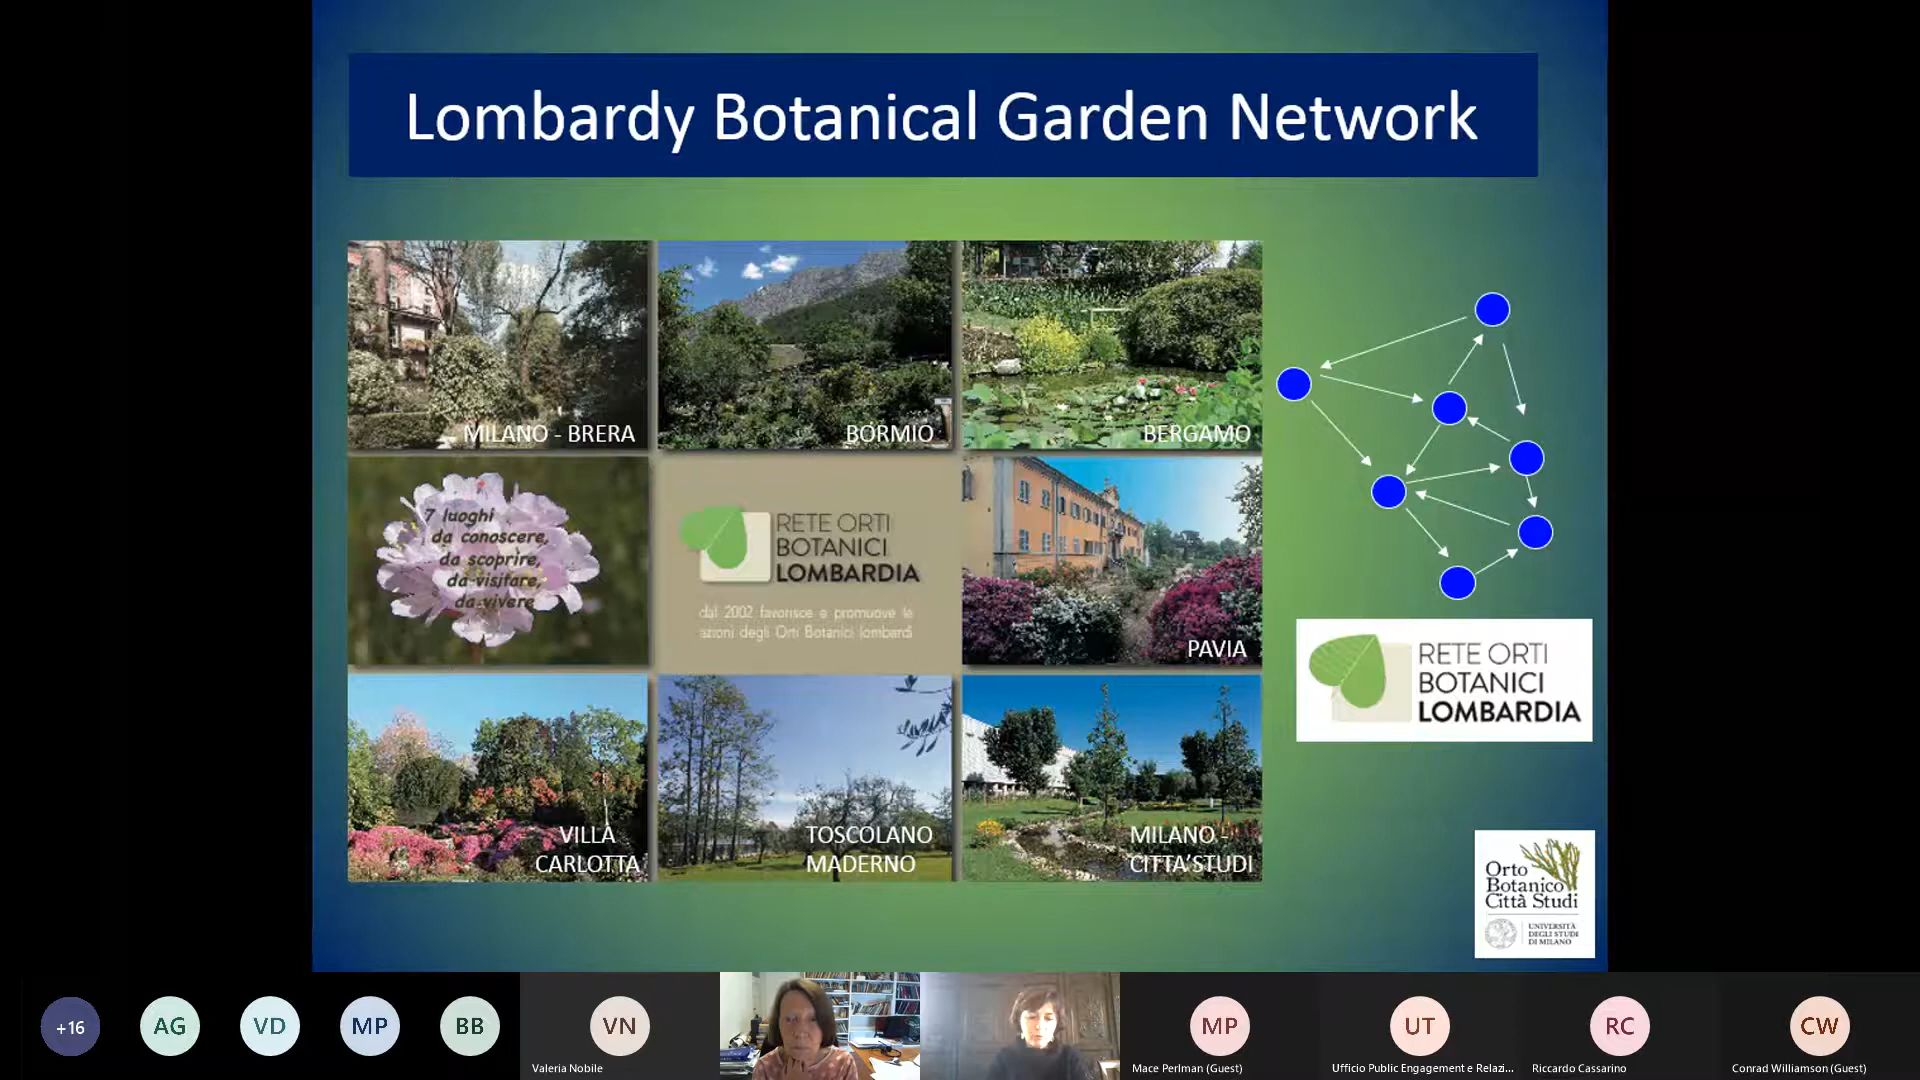 Lombardy Botanical Garden Network
MILANO - BRERA
BORMIO
BERGAMO
7 luoghi
da conoscere,
da scoprire,
da visitare,
da vivere
RETE ORTI
BOTANICI
LOMBARDIA
dal 2002 favorisce e promuove le
azioni degli Orti Botanici lombardi
PAVIA
VILLA
CARLOTTA
TOSCOLANO
MADERNO
MILANO -
CITTA'STUDI
RETE ORTI
BOTANICI
LOMBARDIA
Orto
Botanico
Città Studi
UNIVERSITÀ
DEGLI STUDI
DI MILANO
+16
AG
VD
MP
BB
VN
Valeria Nobile
MP
Mace Perlman (Guest)
UT
Ufficio Public Engagement e Relazi...
RC
Riccardo Cassarino
CW
Conrad Williamson (Guest)